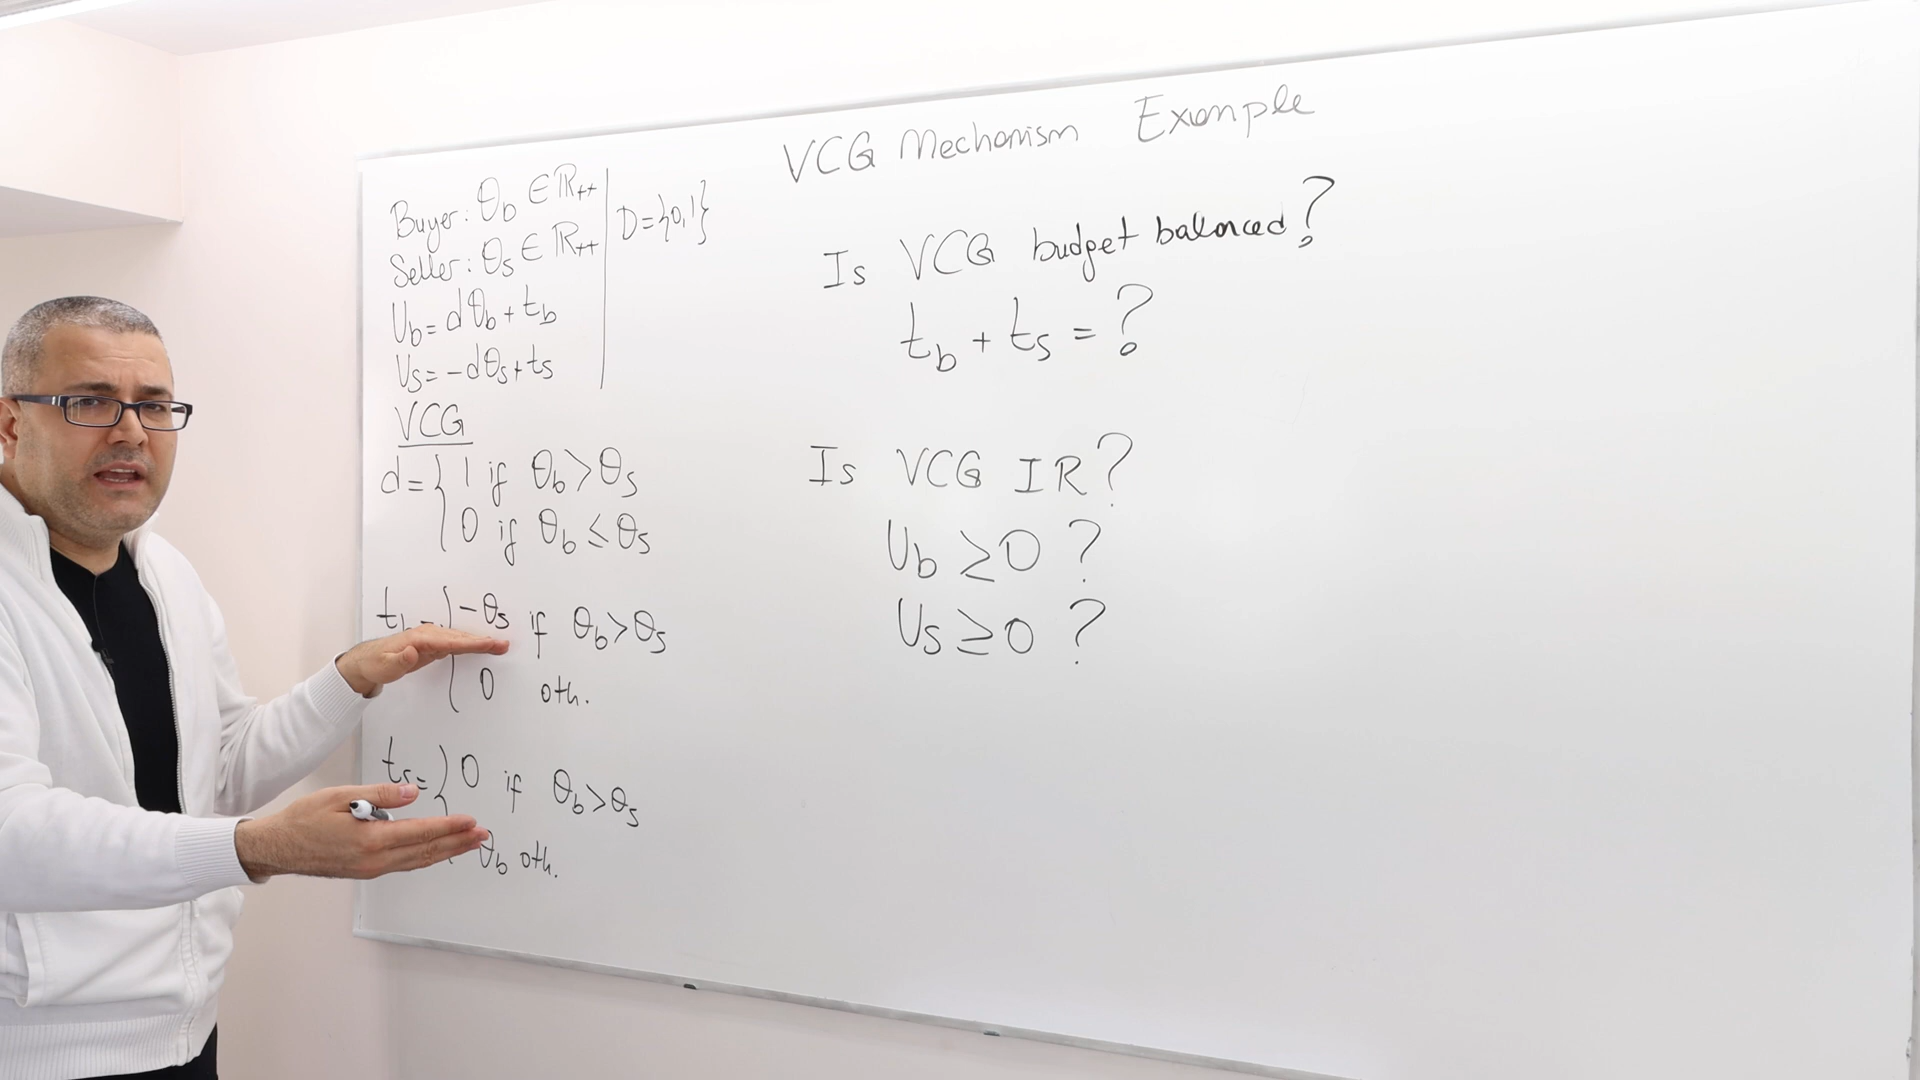 VCG Mechanism Example
Buyer: θb ∈ ℝ++
Seller: θs ∈ ℝ++
D={0,1}
Ub= dθb + tb
Us= -dθs + ts
VCG
d= { 1 if θb > θs
0 if θb ≤ θs
tb = { -θs if θb > θs
0 oth.
ts = { 0 if θb > θs
θb oth.
Is VCG budget balanced?
tb + ts = ?
Is VCG IR?
Ub ≥ 0 ?
Us ≥ 0 ?